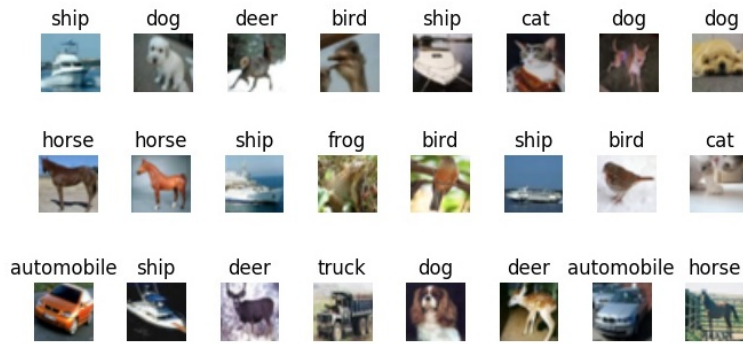 ship dog deer bird ship cat dog dog
horse horse ship frog bird ship bird cat
automobile ship deer truck dog deer automobile horse